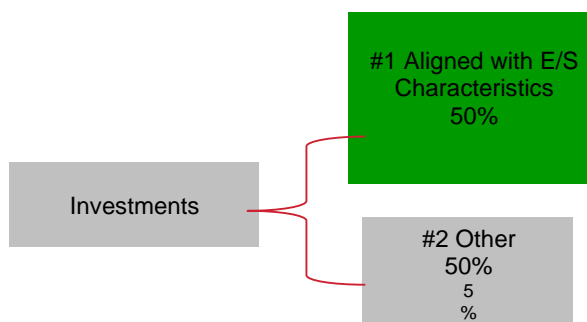 #1 Aligned with E/S
Characteristics
50%
Investments
#2 Other
50%
5
%